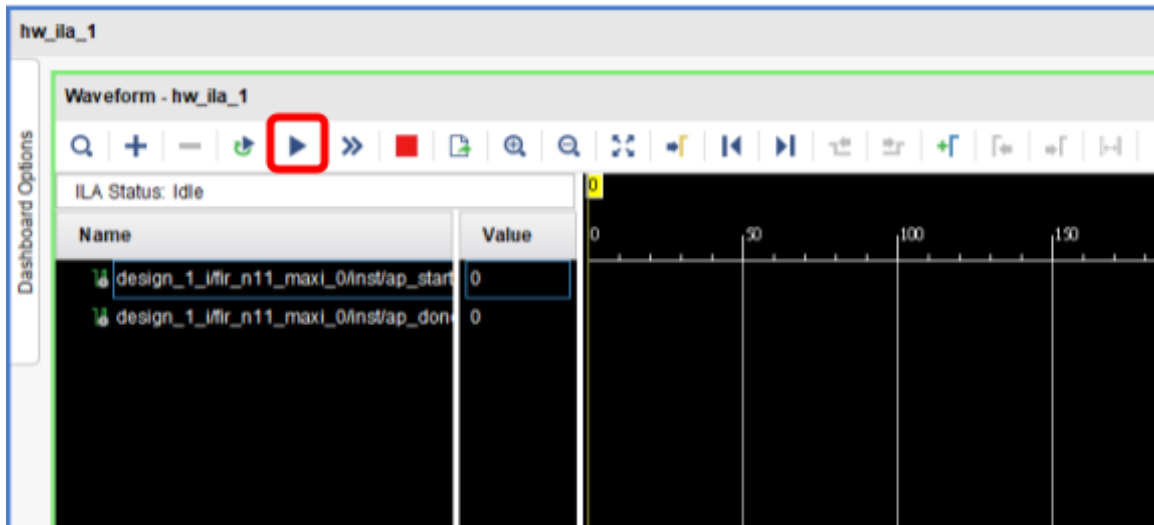 hw_ila_1
Dashboard Options
Waveform - hw_ila_1
ILA Status: Idle
0
Name Value 0 50 100 150
design_1_i/fir_n11_maxi_0/inst/ap_start 0
design_1_i/fir_n11_maxi_0/inst/ap_don 0